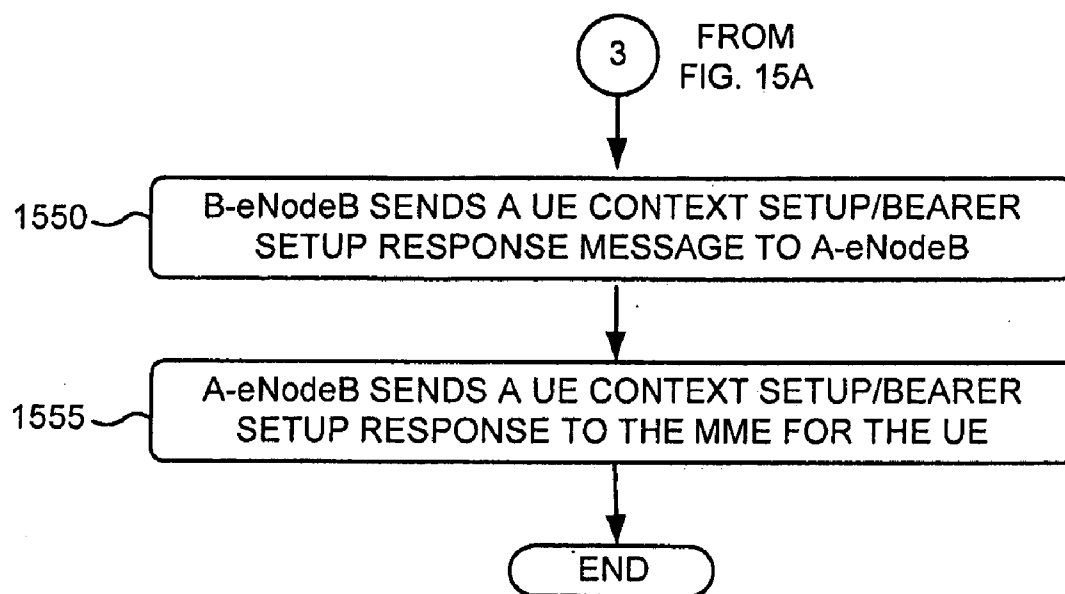 3
FROM
FIG. 15A
1550
B-eNodeB SENDS A UE CONTEXT SETUP/BEARER
SETUP RESPONSE MESSAGE TO A-eNodeB
1555
A-eNodeB SENDS A UE CONTEXT SETUP/BEARER
SETUP RESPONSE TO THE MME FOR THE UE
END